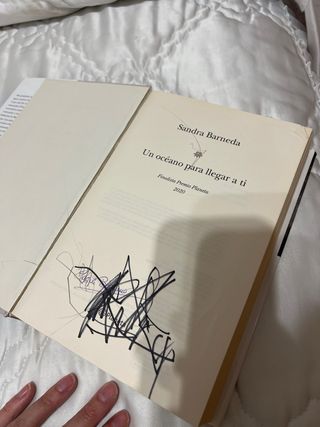 Sandra Barneda
Un océano para llegar a ti
Finalista Premio Planeta
2020